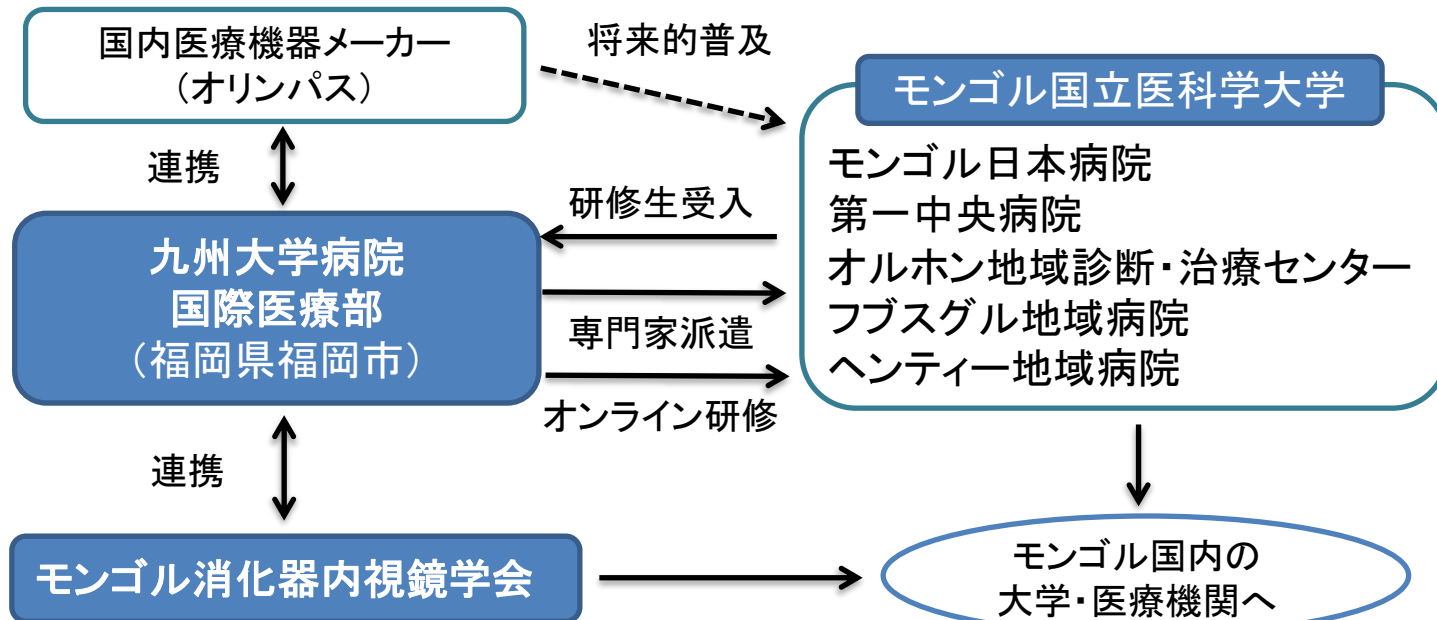 国内医療機器メーカー
（オリンパス）
将来的普及
モンゴル国立医科学大学
連携
モンゴル日本病院
第一中央病院
オルホン地域診断・治療センター
フブスグル地域病院
ヘンティー地域病院
研修生受入
九州大学病院
国際医療部
（福岡県福岡市）
専門家派遣
オンライン研修
連携
モンゴル消化器内視鏡学会
モンゴル国内の
大学・医療機関へ